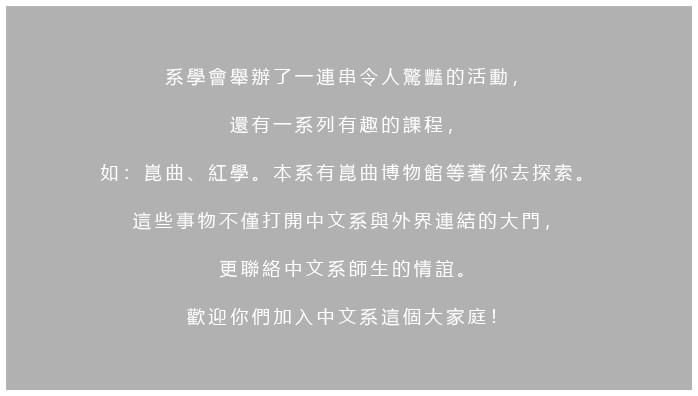 系學會舉辦了一連串令人驚豔的活動，
還有一系列有趣的課程，
如：崑曲、紅學。本系有崑曲博物館等著你去探索。
這些事物不僅打開中文系與外界連結的大門，
更聯絡中文系師生的情誼。
歡迎你們加入中文系這個大家庭！